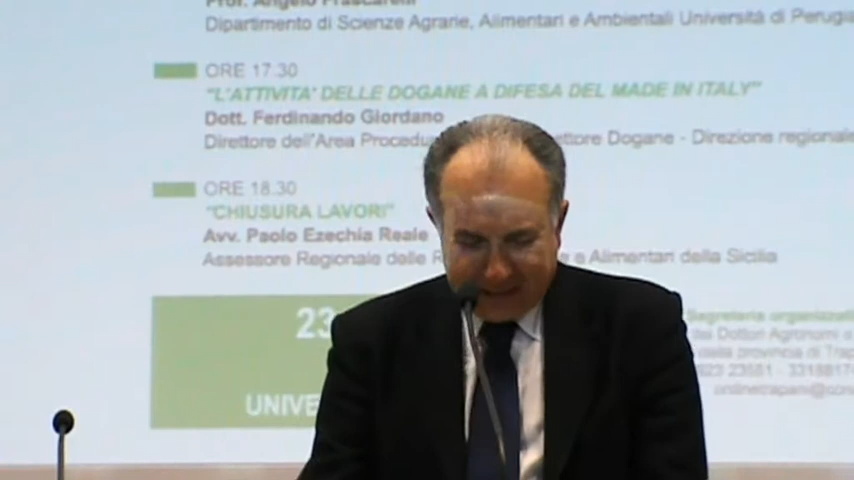 Prof. Angelo Frascarelli
Dipartimento di Scienze Agrarie, Alimentari e Ambientali Università di Perugia
ORE 17.30
"L'ATTIVITA' DELLE DOGANE A DIFESA DEL MADE IN ITALY"
Dott. Ferdinando Giordano
Direttore dell'Area Procedu ettore Dogane - Direzione regionale
ORE 18.30
"CHIUSURA LAVORI"
Avv. Paolo Ezechia Reale
Assessore Regionale delle R e Alimentari della Sicilia
23
Segreteria organizzati
dei Dottori Agronomi e
della provincia di Trap
UNIVE